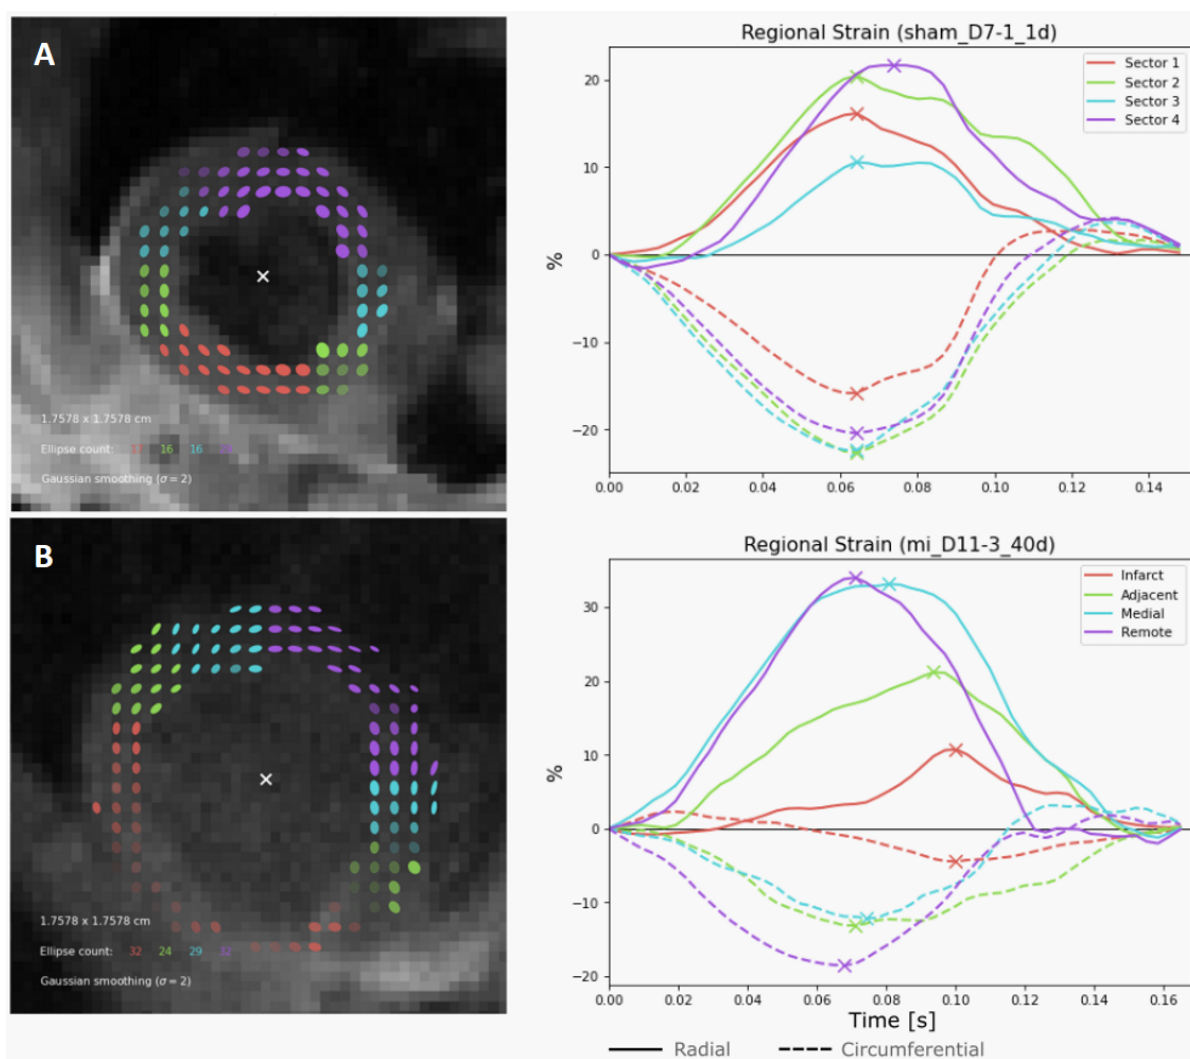 A
1.7578 x 1.7578 cm
Ellipse count: 16 16
Gaussian smoothing (σ = 2)
Regional Strain (sham_D7-1_1d)
Sector 1
Sector 2
Sector 3
Sector 4
%
20
10
0
−10
−20
0.00 0.02 0.04 0.06 0.08 0.10 0.12 0.14
B
1.7578 x 1.7578 cm
Ellipse count: 32 24 29 32
Gaussian smoothing (σ = 2)
Regional Strain (mi_D11-3_40d)
Infarct
Adjacent
Medial
Remote
%
30
20
10
0
−10
−20
0.00 0.02 0.04 0.06 0.08 0.10 0.12 0.14 0.16
Time [s]
Radial Circumferential